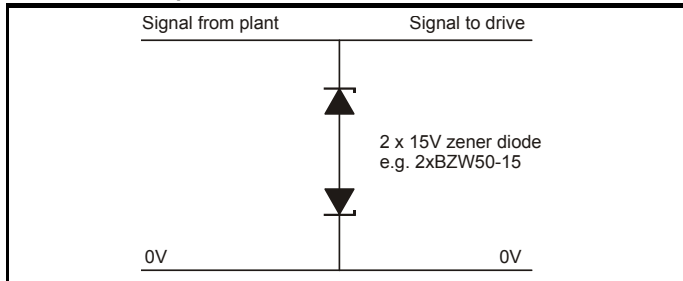 Signal from plant Signal to drive
2 x 15V zener diode
e.g. 2xBZW50-15
0V 0V